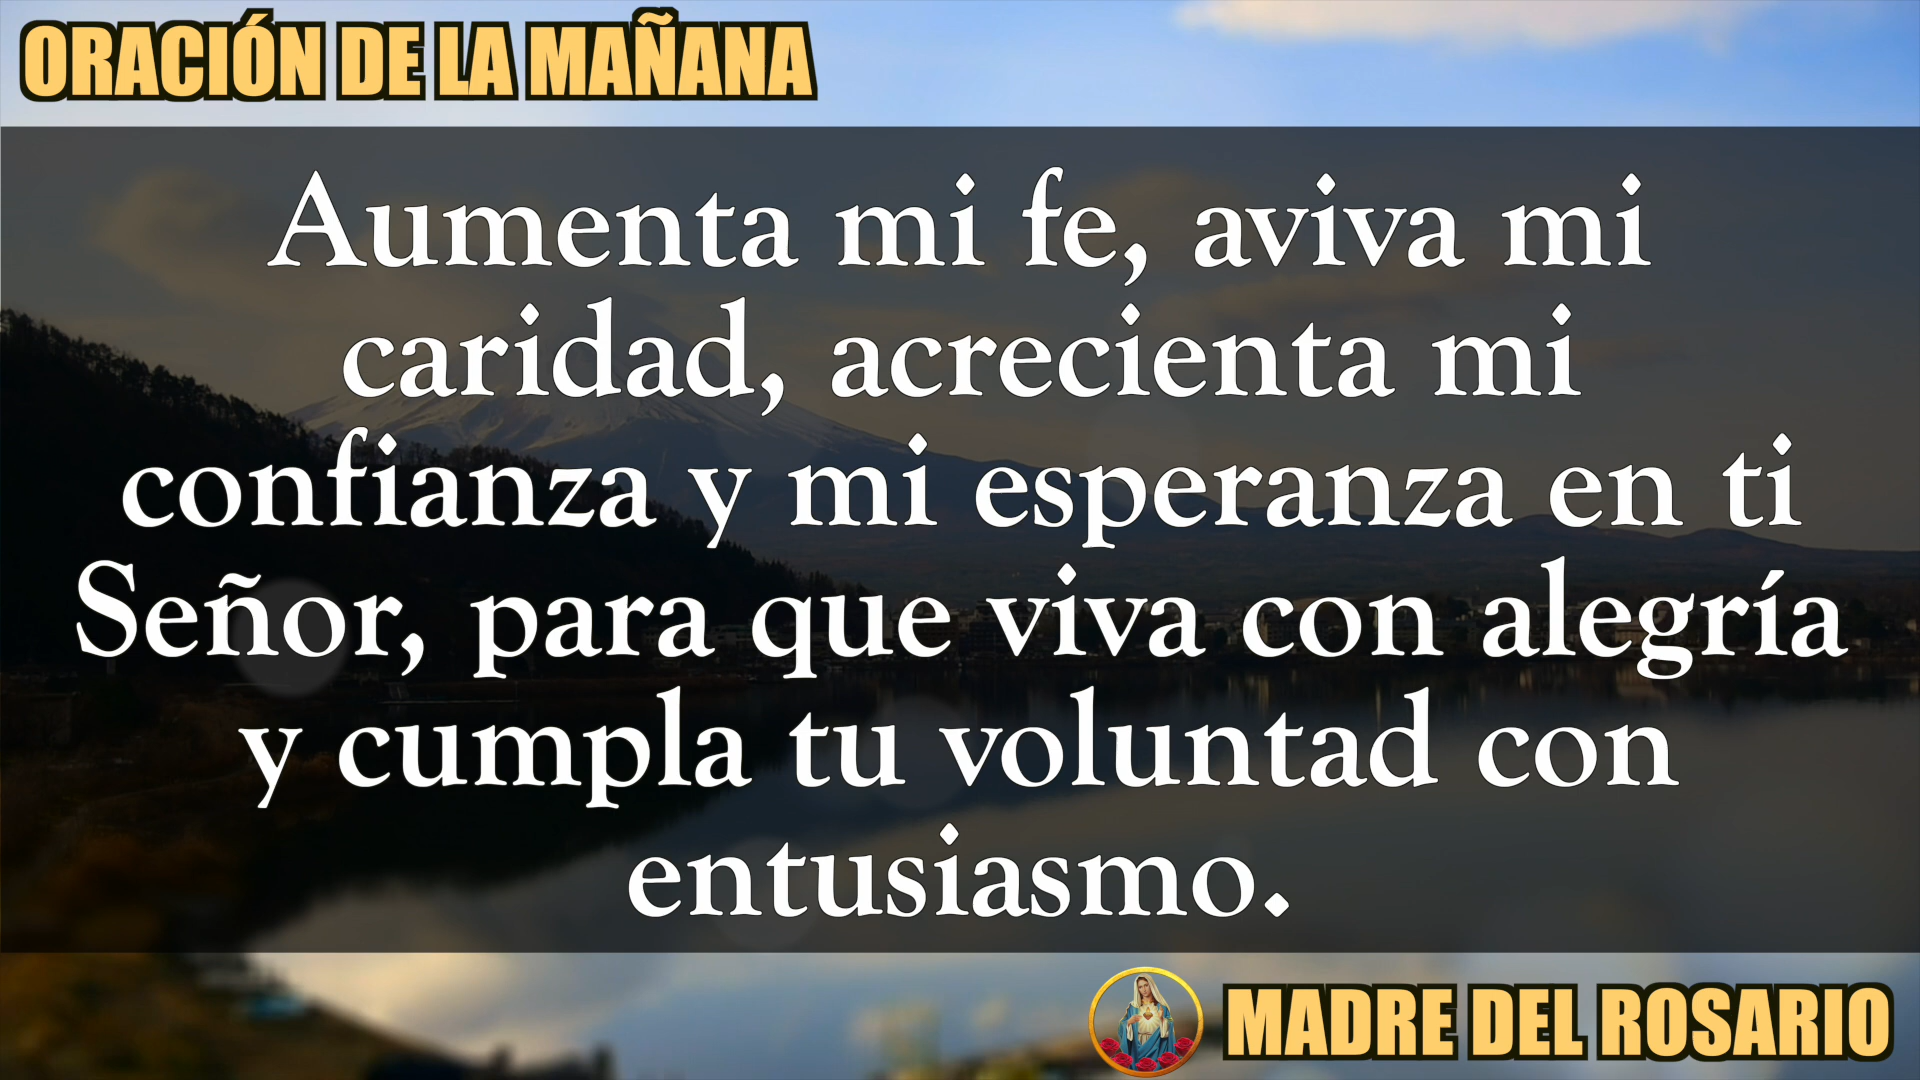 ORACIÓN DE LA MAÑANA
Aumenta mi fe, aviva mi
caridad, acrecienta mi
confianza y mi esperanza en ti
Señor, para que viva con alegría
y cumpla tu voluntad con
entusiasmo.
MADRE DEL ROSARIO